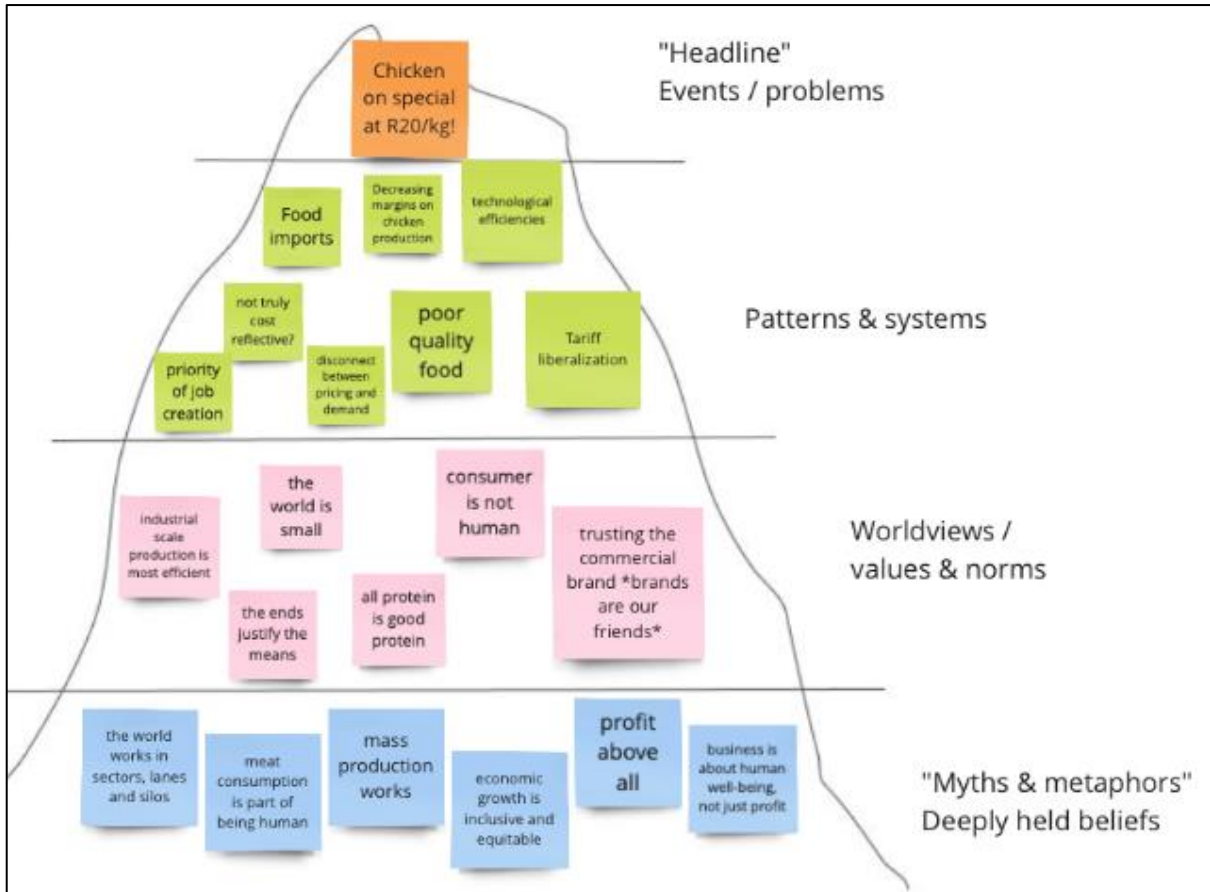 "Headline"
Events / problems
Chicken
on special
at R20/kg!
Food
imports
Decreasing
margins on
chicken
production
technological
efficiencies
not truly
cost
reflective?
poor
quality
food
Tariff
liberalization
priority
of job
creation
disconnect
between
pricing and
demand
Patterns & systems
industrial
scale
production is
most efficient
the
world is
small
consumer
is not
human
trusting the
commercial
brand *brands
are our
friends*
the ends
justify the
means
all protein
is good
protein
Worldviews /
values & norms
the world
works in
sectors, lanes
and silos
meat
consumption
is part of
being human
mass
production
works
economic
growth is
inclusive and
equitable
profit
above
all
business is
about human
well-being,
not just profit
"Myths & metaphors"
Deeply held beliefs